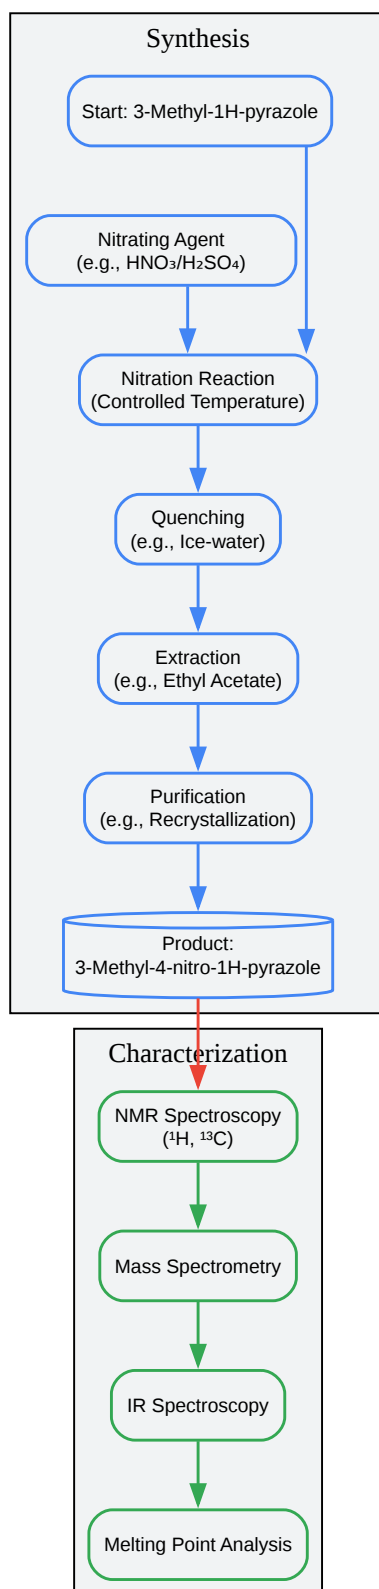 Synthesis
Start: 3-Methyl-1H-pyrazole
Nitrating Agent
(e.g., HNO₃/H₂SO₄)
Nitration Reaction
(Controlled Temperature)
Quenching
(e.g., Ice-water)
Extraction
(e.g., Ethyl Acetate)
Purification
(e.g., Recrystallization)
Product:
3-Methyl-4-nitro-1H-pyrazole
Characterization
NMR Spectroscopy
(¹H, ¹³C)
Mass Spectrometry
IR Spectroscopy
Melting Point Analysis